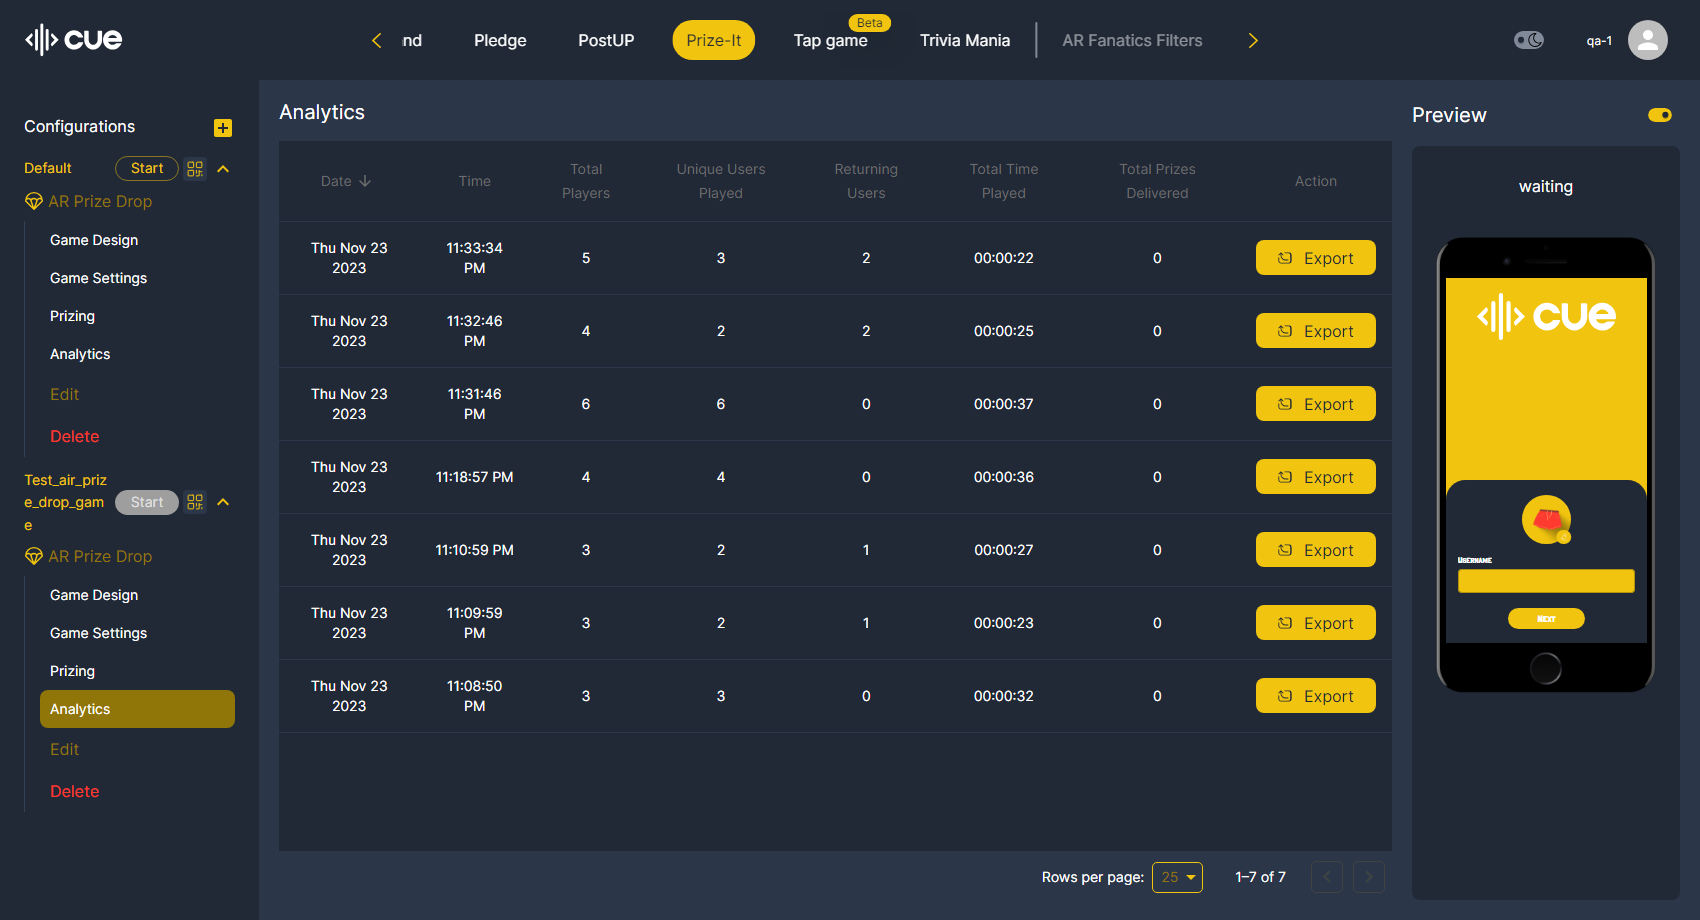 cue
nd
Pledge
PostUP
Prize-It
Beta
Tap game
Trivia Mania
AR Fanatics Filters
qa-1
Configurations
Default
Start
AR Prize Drop
Game Design
Game Settings
Prizing
Analytics
Edit
Delete
Test_air_priz
e_drop_gam
e
Start
AR Prize Drop
Game Design
Game Settings
Prizing
Analytics
Edit
Delete
Analytics
Date Time Total Players Unique Users Played Returning Users Total Time Played Total Prizes Delivered Action
Thu Nov 23 2023 11:33:34 PM 5 3 2 00:00:22 0 Export
Thu Nov 23 2023 11:32:46 PM 4 2 2 00:00:25 0 Export
Thu Nov 23 2023 11:31:46 PM 6 6 0 00:00:37 0 Export
Thu Nov 23 2023 11:18:57 PM 4 4 0 00:00:36 0 Export
Thu Nov 23 2023 11:10:59 PM 3 2 1 00:00:27 0 Export
Thu Nov 23 2023 11:09:59 PM 3 2 1 00:00:23 0 Export
Thu Nov 23 2023 11:08:50 PM 3 3 0 00:00:32 0 Export
Rows per page: 25 1–7 of 7
Preview
waiting
cue
Username
Next